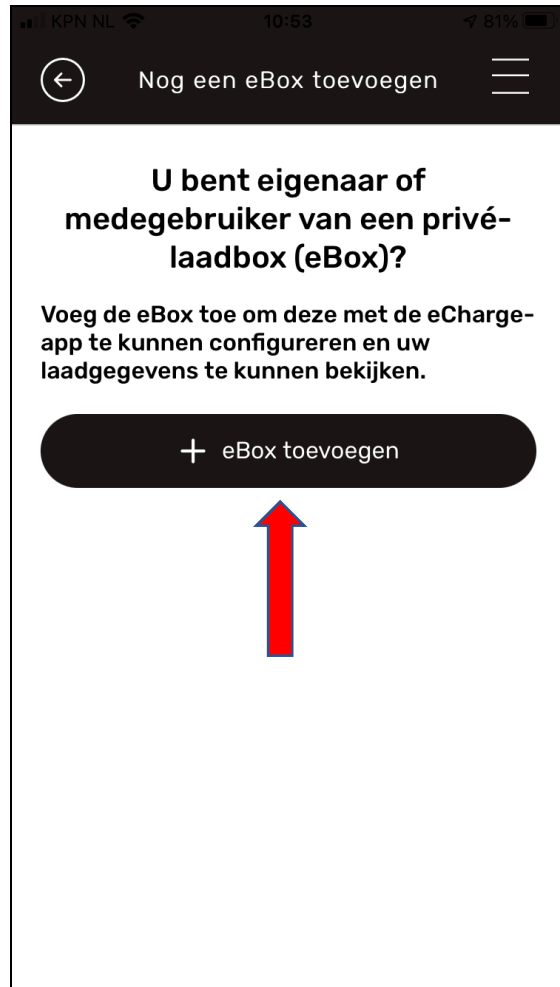 KPN NL 10:53 81%
Nog een eBox toevoegen
U bent eigenaar of
medegebruiker van een privé-
laadbox (eBox)?
Voeg de eBox toe om deze met de eCharge-
app te kunnen configureren en uw
laadgegevens te kunnen bekijken.
+ eBox toevoegen